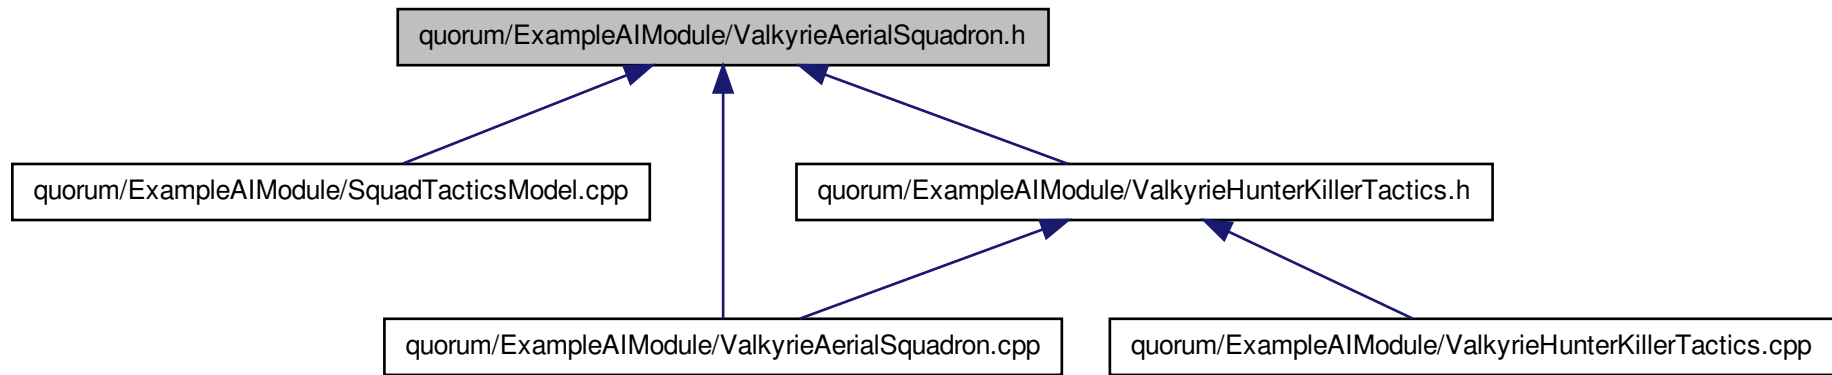 quorum/ExampleAIModule/ValkyrieAerialSquadron.h
quorum/ExampleAIModule/SquadTacticsModel.cpp
quorum/ExampleAIModule/ValkyrieHunterKillerTactics.h
quorum/ExampleAIModule/ValkyrieAerialSquadron.cpp
quorum/ExampleAIModule/ValkyrieHunterKillerTactics.cpp